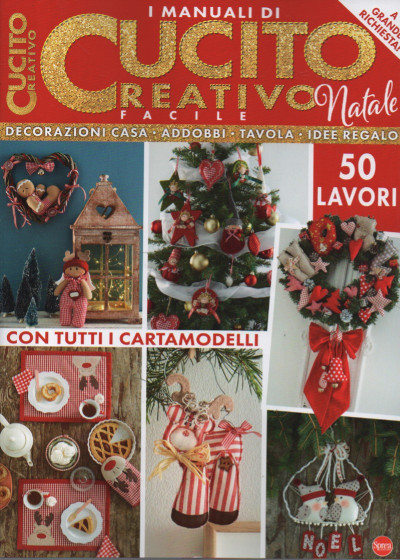 I MANUALI DI
CUCITO
CREATIVO
FACILE
Natale
A
GRANDE
RICHIESTA!
CUCITO
CREATIVO
DECORAZIONI CASA • ADDOBBI • TAVOLA • IDEE REGALO
50
LAVORI
CON TUTTI I CARTAMODELLI
NOEL
Sprea